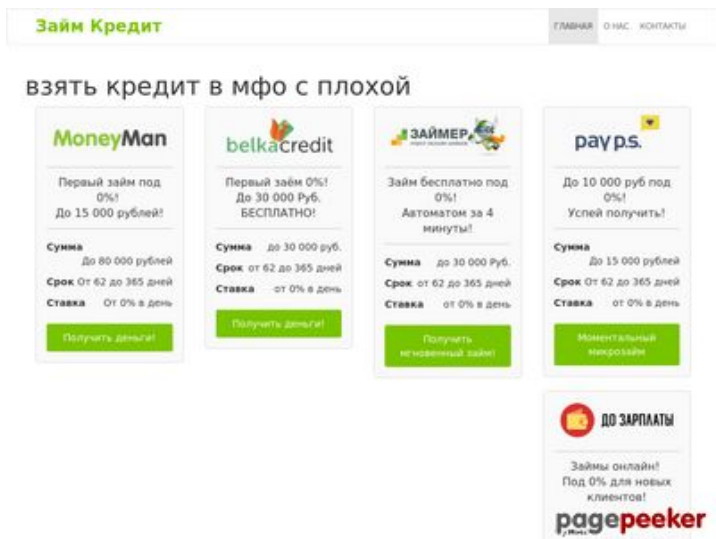 Займ Кредит
ГЛАВНАЯ О НАС. КОНТАКТЫ
взять кредит в мфо с плохой
MoneyMan
Первый займ под
0%!
До 15 000 рублей!
Сумма
До 80 000 рублей
Срок От 62 до 365 дней
Ставка От 0% в день
Получить деньги!
belkacredit
Первый заём 0%!
До 30 000 Руб.
БЕСПЛАТНО!
Сумма до 30 000 руб.
Срок от 62 до 365 дней
Ставка от 0% в день
Получить деньги!
ЗАЙМЕР
Займ бесплатно под
0%!
Автоматом за 4
минуты!
Сумма до 30 000 Руб.
Срок от 62 до 365 дней
Ставка от 0% в день
Получить
мгновенный займ!
pay p.s.
До 10 000 руб под
0%!
Успей получить!
Сумма
До 15 000 рублей
Срок От 62 до 365 дней
Ставка от 0% в день
Моментальный
микрозайм
ДО ЗАРПЛАТЫ
Займы онлайн!
Под 0% для новых
клиентов!
pagepeeker